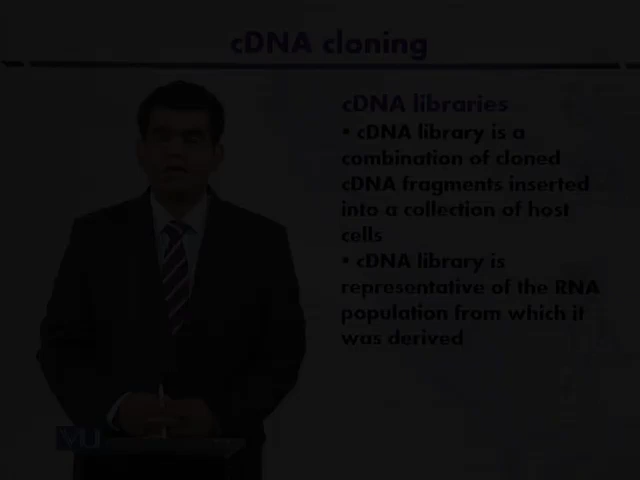 cDNA cloning
cDNA libraries
• cDNA library is a
combination of cloned
cDNA fragments inserted
into a collection of host
cells
• cDNA library is
representative of the RNA
population from which it
was derived
VU